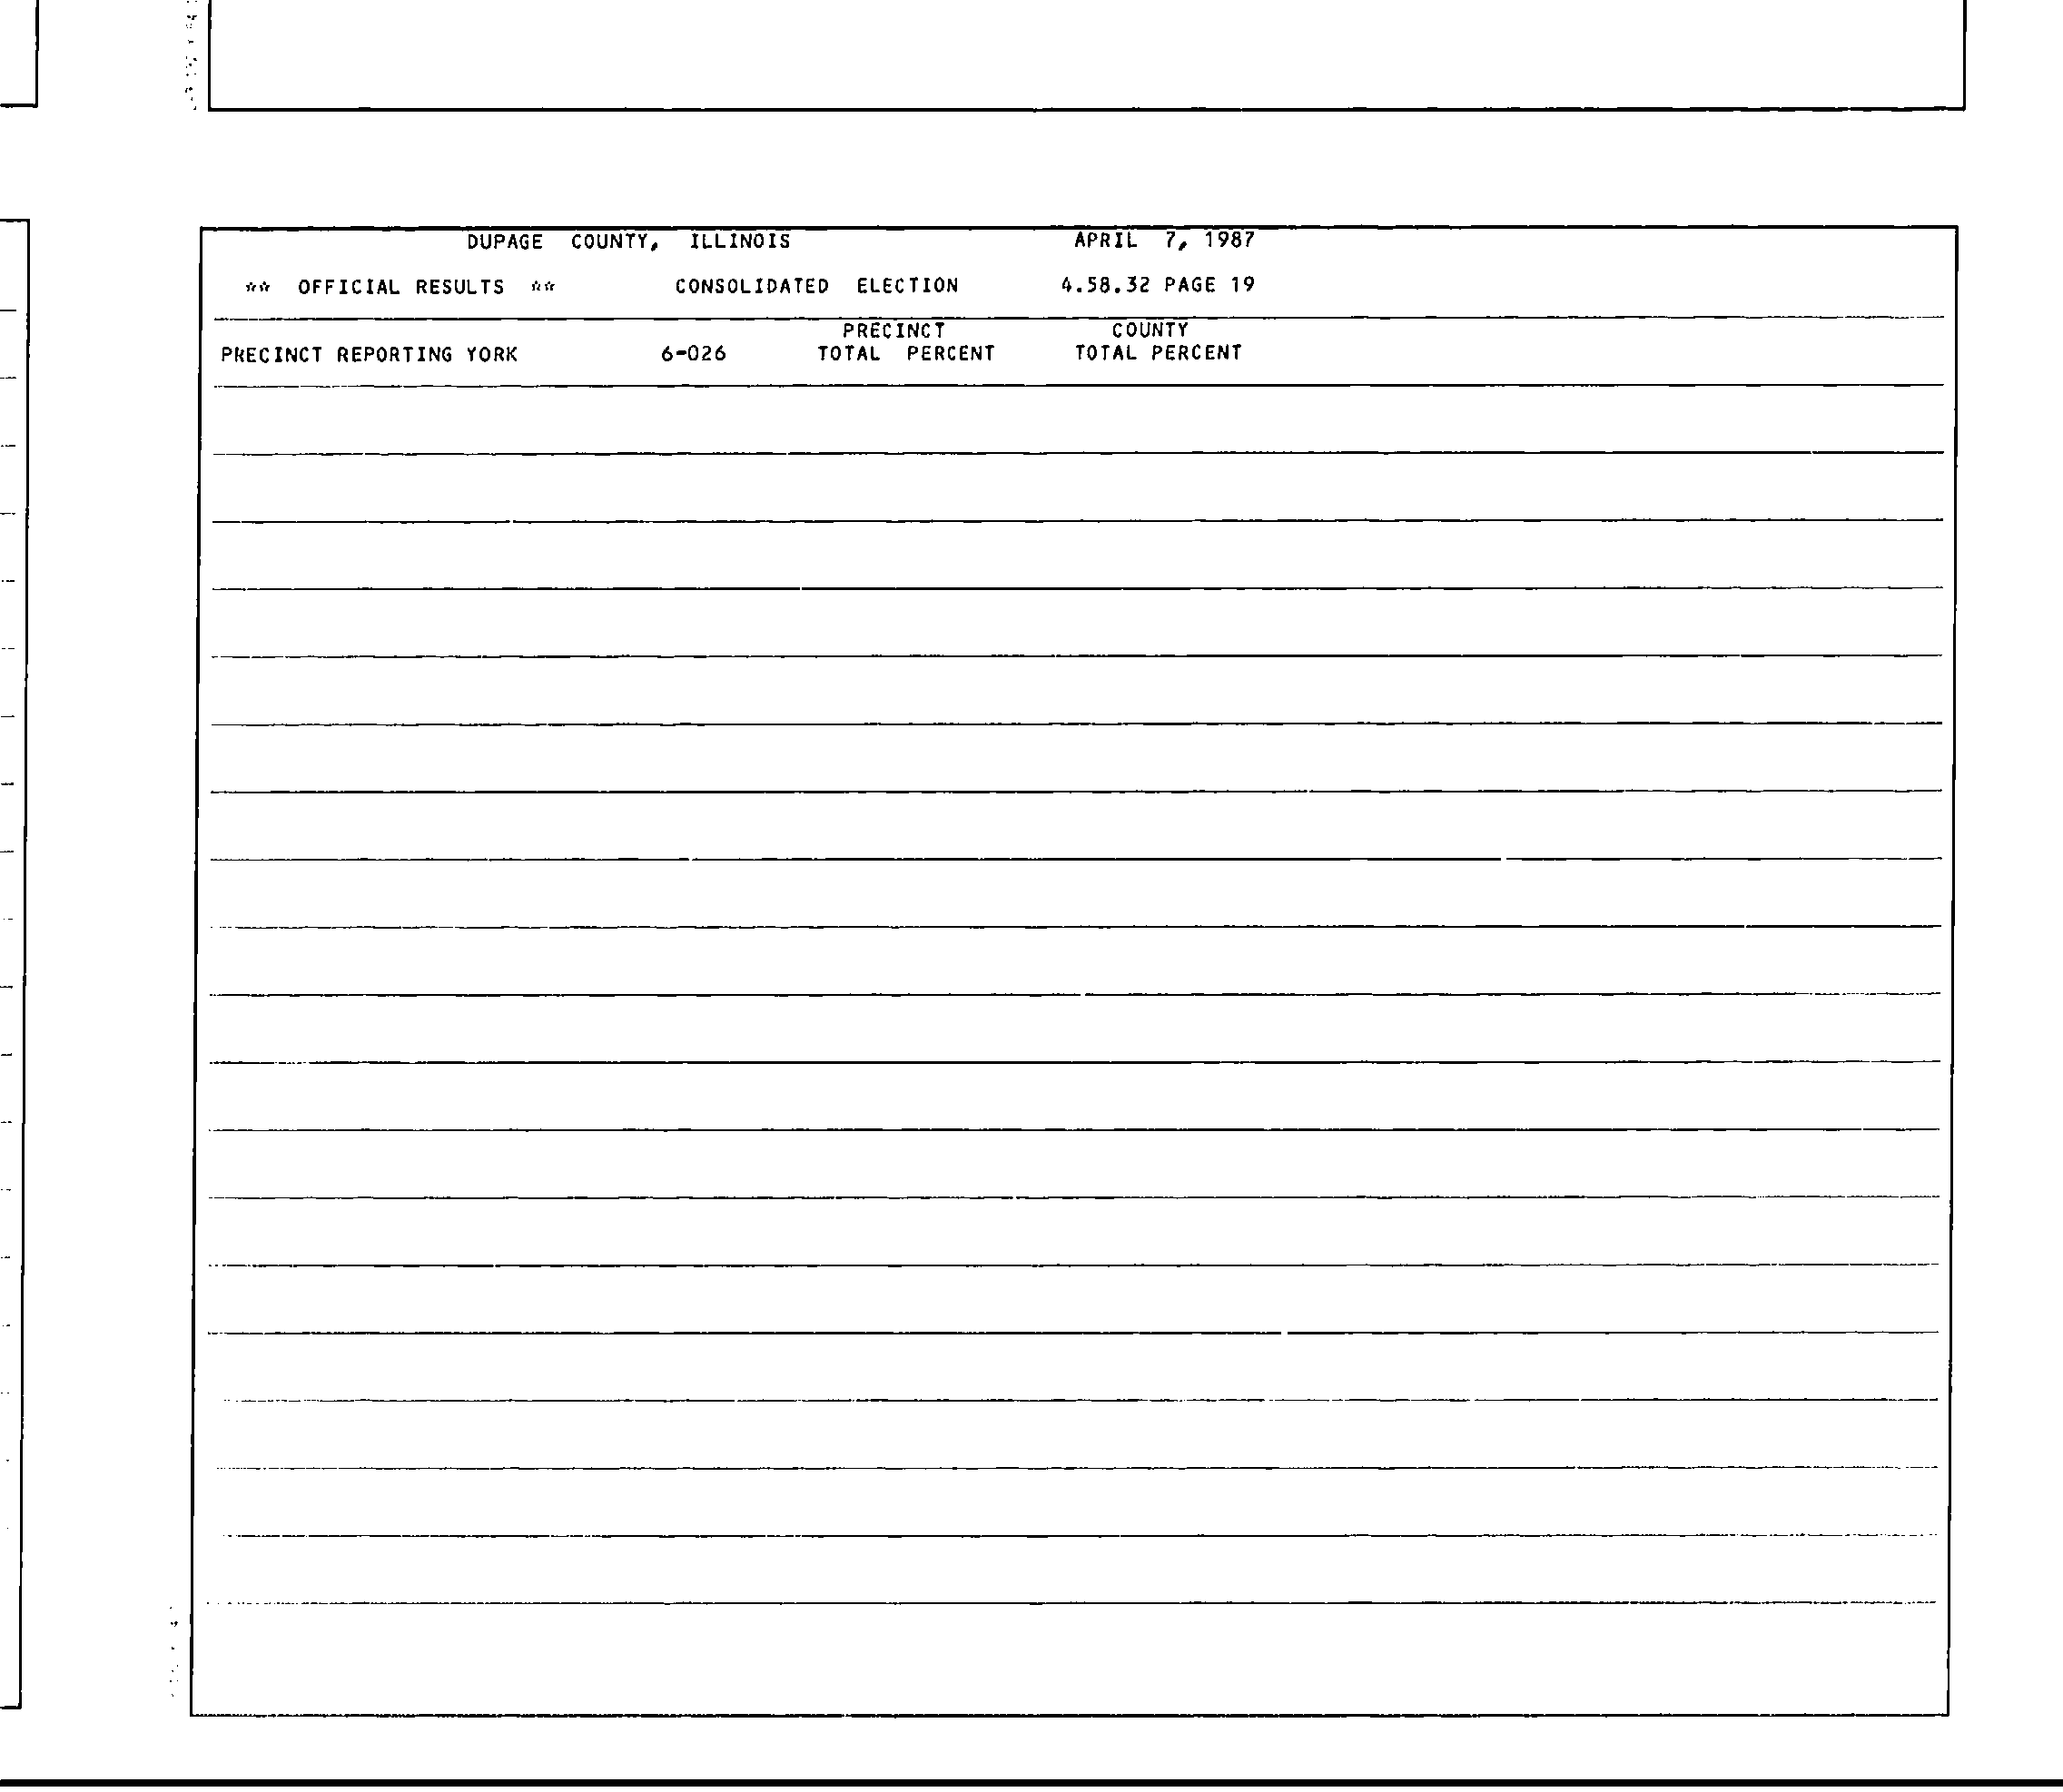 DUPAGE COUNTY, ILLINOIS APRIL 7, 1987
** OFFICIAL RESULTS ** CONSOLIDATED ELECTION 4.58.32 PAGE 19
PRECINCT COUNTY
PRECINCT REPORTING YORK 6-026 TOTAL PERCENT TOTAL PERCENT